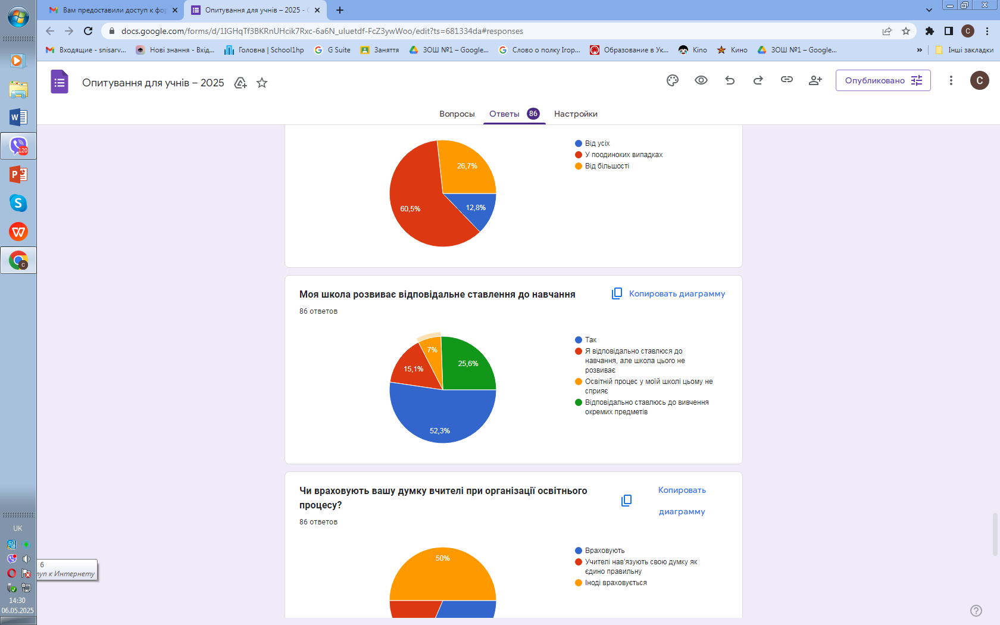 Вам предоставили доступ к фор
Опитування для учнів – 2025 -
docs.google.com/forms/d/1IGHqTf3BKRnUHcik7Rxc-6a6N_uluetdf-FcZ3ywWoo/edit?ts=681334da#responses
Входящие - snisarv...
Нові знання - Вхід...
Головна | School1hp
G Suite
Заняття
ЗОШ №1 – Google...
Слово о полку Ігор...
Образование в Ук...
Kino
Кино
ЗОШ №1 – Google...
»
Інші закладки
Опитування для учнів – 2025
Опубликовано
C
Вопросы
Ответы 86
Настройки
26,7%
12,8%
60,5%
Від усіх
У поодиноких випадках
Від більшості
Моя школа розвиває відповідальне ставлення до навчання
Копировать диаграмму
86 ответов
7%
25,6%
15,1%
52,3%
Так
Я відповідально ставлюся до
навчання, але школа цього не
розвиває
Освітній процес у моїй школі цьому не
сприяє
Відповідально ставлюсь до вивчення
окремих предметів
Чи враховують вашу думку вчителі при організації освітнього
процесу?
Копировать
диаграмму
86 ответов
50%
Враховують
Учителі нав’язують свою думку як
єдино правильну
Іноді враховується
120
UK
6
туп к Интернету
14:30
06.05.2025